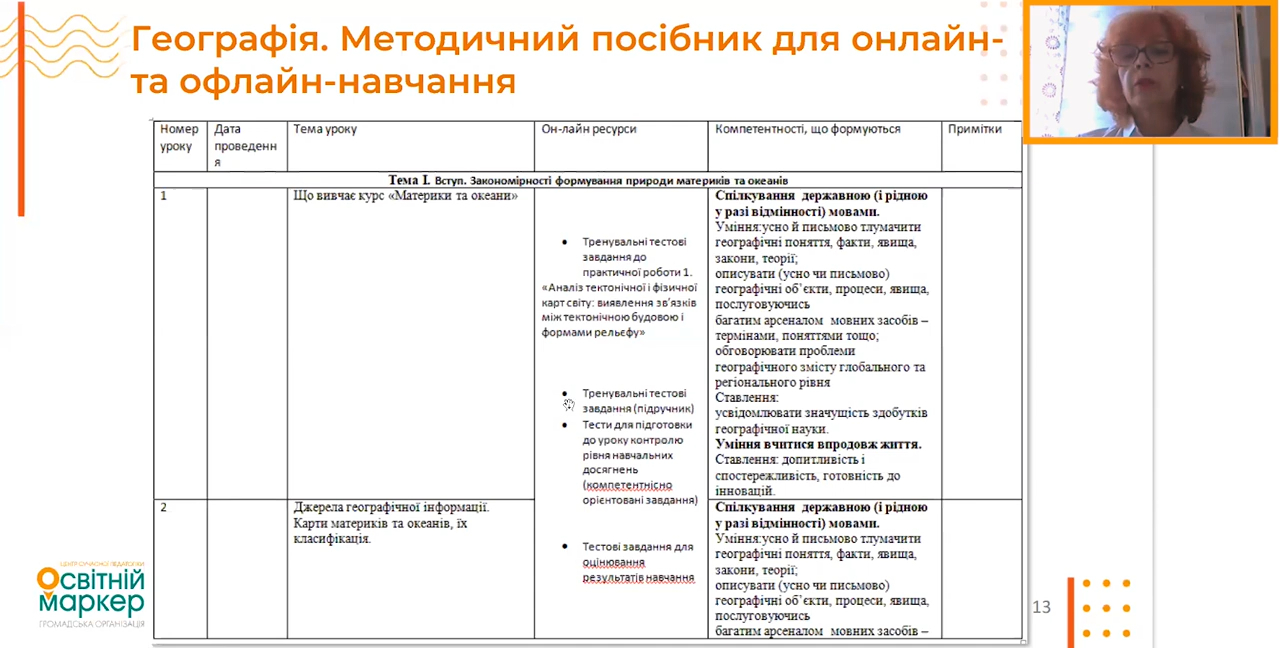 Географія. Методичний посібник для онлайн-
та офлайн-навчання
Номер уроку
Дата проведенн я
Тема уроку
Он-лайн ресурси
Компетентності, що формуються
Примітки
Тема І. Вступ. Закономірності формування природи материків та океанів
1
Що вивчає курс «Материки та океани»
Тренувальні тестові
завдання до
практичної роботи 1.
«Аналіз тектонічної і фізичної
карт світу: виявлення зв’язків
між тектонічною будовою і
формами рельєфу»
Тренувальні тестові
завдання (підручник)
Тести для підготовки
до уроку контролю
рівня навчальних
досягнень
(компетентнісно
орієнтовані завдання)
Тестові завдання для
оцінювання
результатів навчання
Спілкування державною (і рідною
у разі відмінності) мовами.
Уміння:усно й письмово тлумачити
географічні поняття, факти, явища,
закони, теорії;
описувати (усно чи письмово)
географічні об’єкти, процеси, явища,
послуговуючись
багатим арсеналом мовних засобів –
термінами, поняттями тощо;
обговорювати проблеми
географічного змісту глобального та
регіонального рівня
Ставлення:
усвідомлювати значущість здобутків
географічної науки.
Уміння вчитися впродовж життя.
Ставлення: допитливість і
спостережливість, готовність до
інновацій.
2
Джерела географічної інформації.
Карти материків та океанів, їх
класифікація.
Спілкування державною (і рідною
у разі відмінності) мовами.
Уміння:усно й письмово тлумачити
географічні поняття, факти, явища,
закони, теорії;
описувати (усно чи письмово)
географічні об’єкти, процеси, явища,
послуговуючись
багатим арсеналом мовних засобів –
ЦЕНТР СУЧАСНОЇ ПЕДАГОГІКИ
Освітній
маркер
ГРОМАДСЬКА ОРГАНІЗАЦІЯ
13